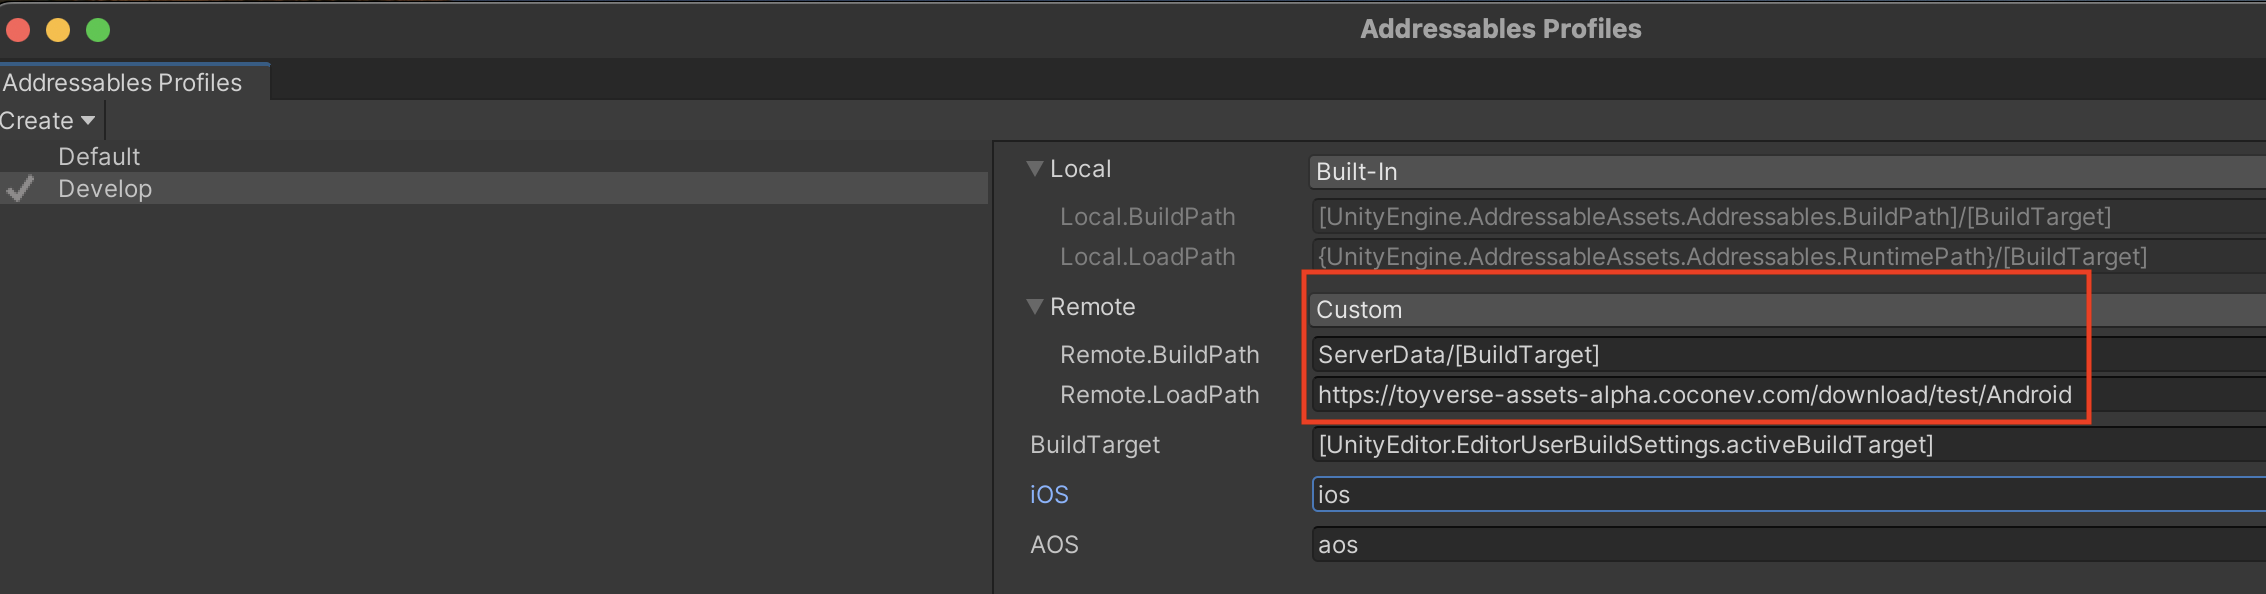 Addressables Profiles
Addressables Profiles
Create
Default
Develop
Local
Built-In
Local.BuildPath
[UnityEngine.AddressableAssets.Addressables.BuildPath]/[BuildTarget]
Local.LoadPath
{UnityEngine.AddressableAssets.Addressables.RuntimePath}/[BuildTarget]
Remote
Custom
Remote.BuildPath
ServerData/[BuildTarget]
Remote.LoadPath
https://toyverse-assets-alpha.coconev.com/download/test/Android
BuildTarget
[UnityEditor.EditorUserBuildSettings.activeBuildTarget]
iOS
ios
AOS
aos